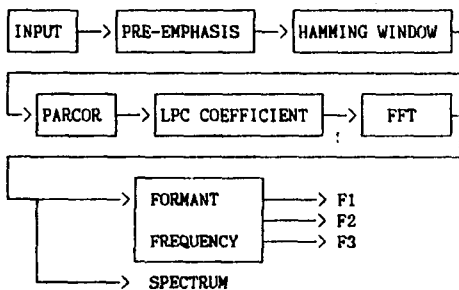 INPUT PRE-EMPHASIS HAMMING WINDOW
PARCOR LPC COEFFICIENT FFT
FORMANT F1
F2
FREQUENCY F3
SPECTRUM